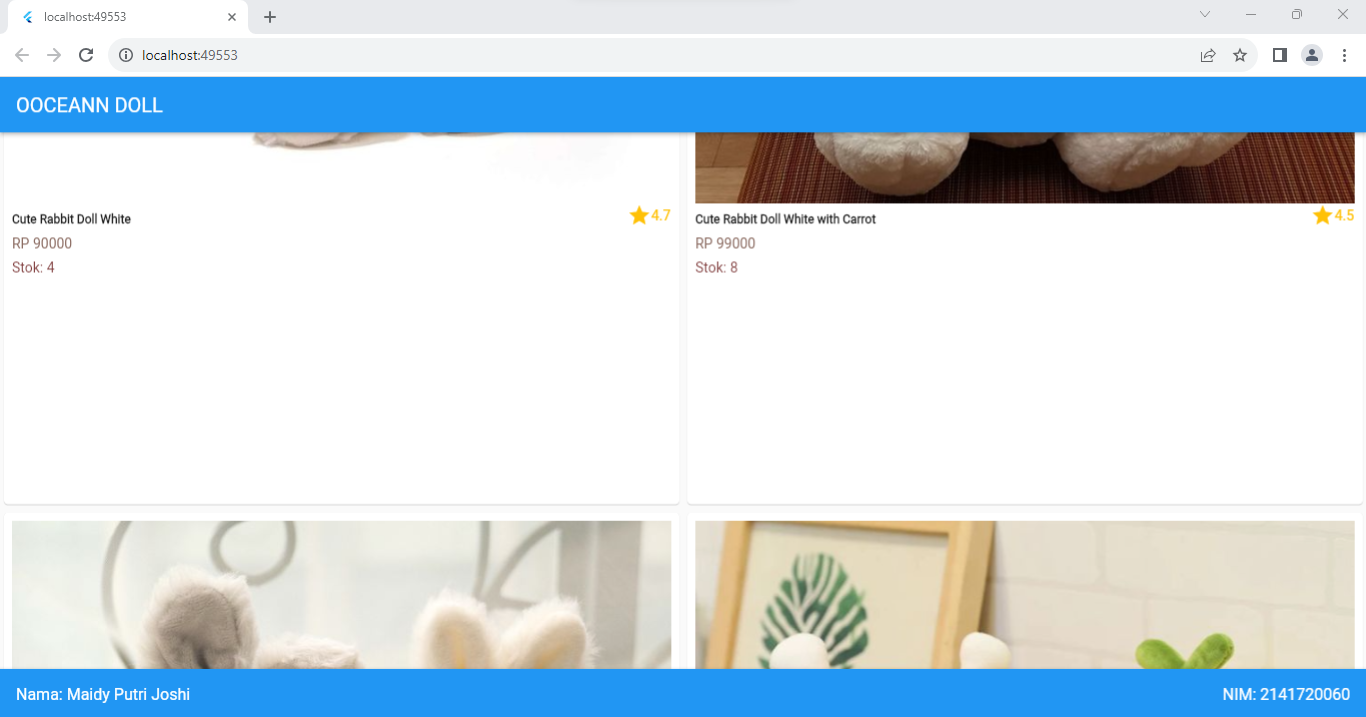 localhost:49553
localhost:49553
OOCEANN DOLL
Cute Rabbit Doll White
4.7
RP 90000
Stok: 4
Cute Rabbit Doll White with Carrot
4.5
RP 99000
Stok: 8
Nama: Maidy Putri Joshi
NIM: 2141720060